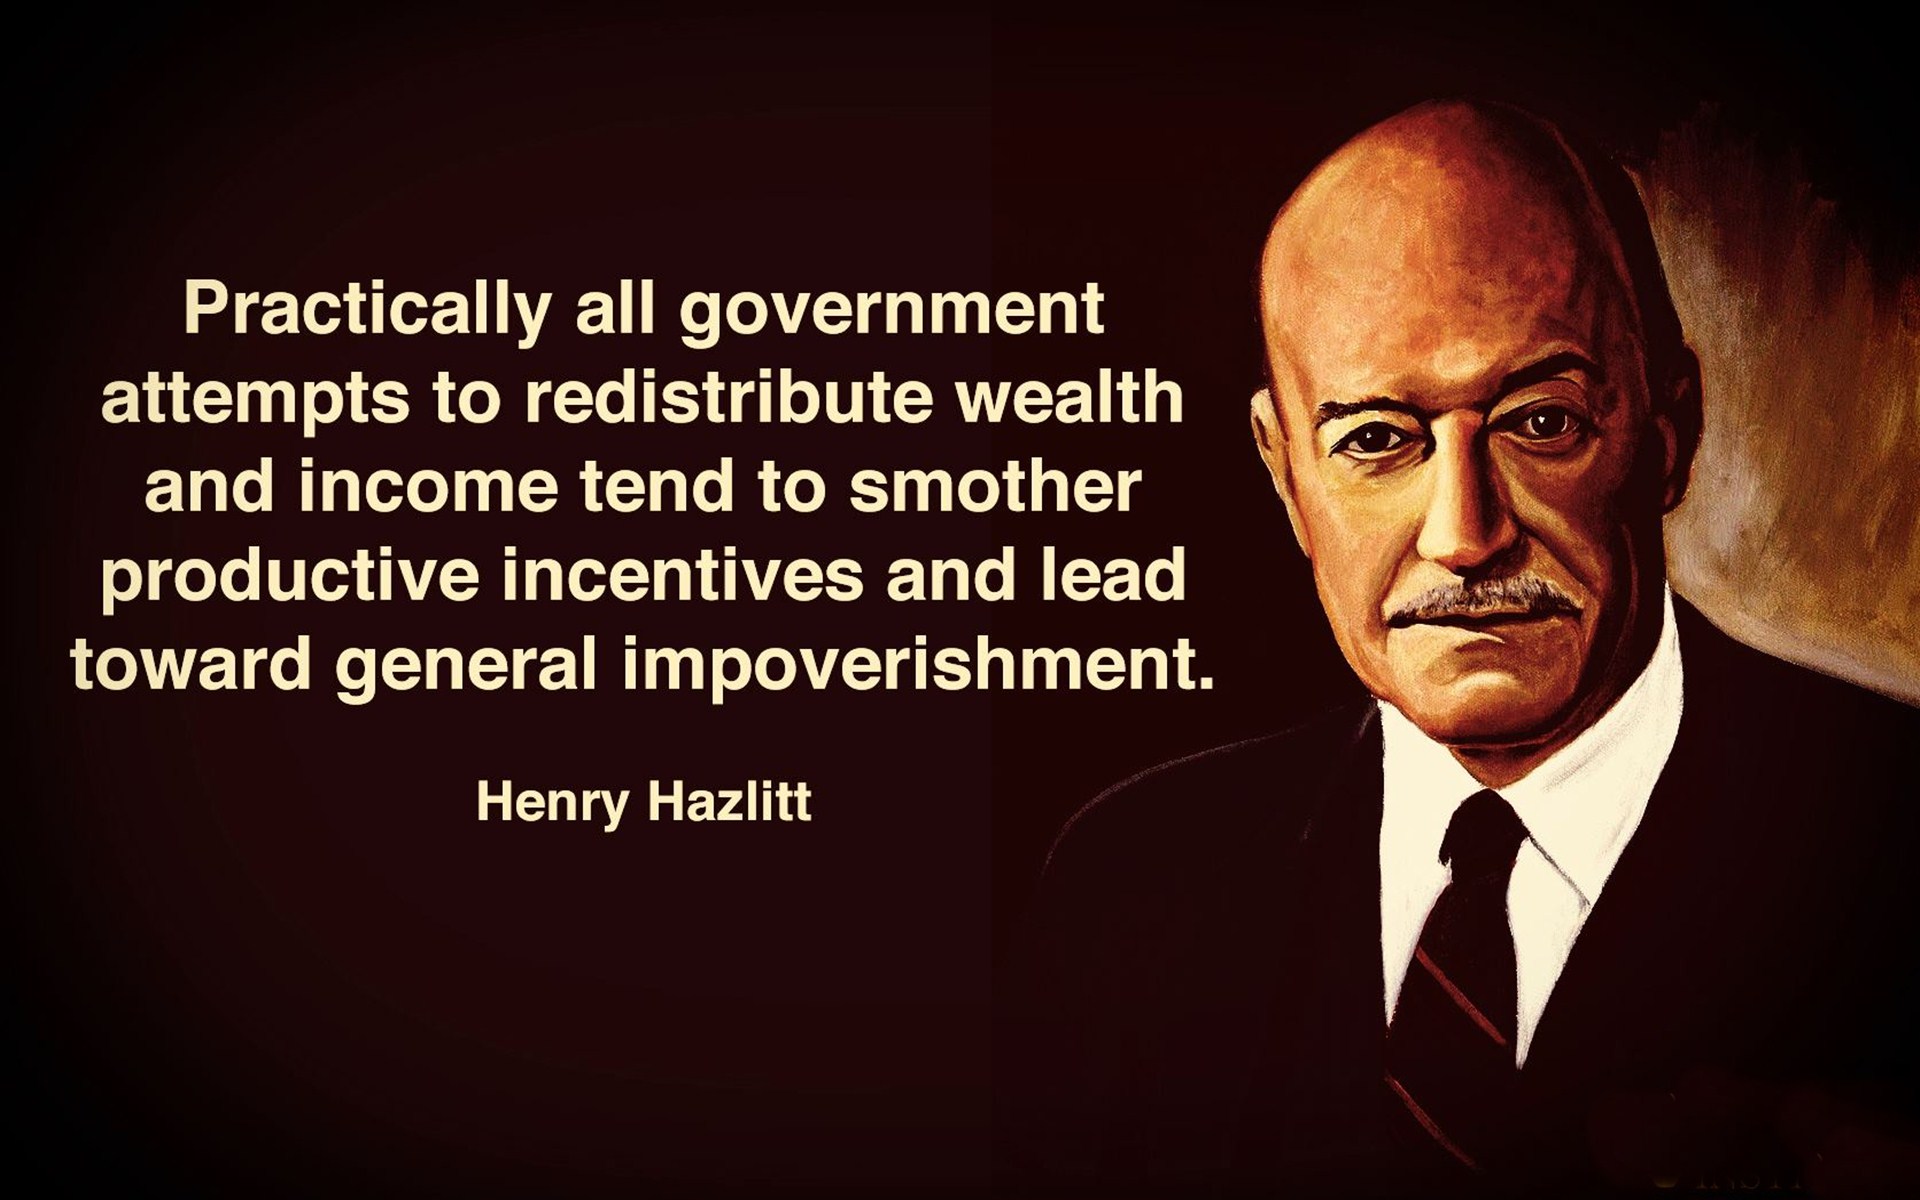 Practically all government
attempts to redistribute wealth
and income tend to smother
productive incentives and lead
toward general impoverishment.
Henry Hazlitt